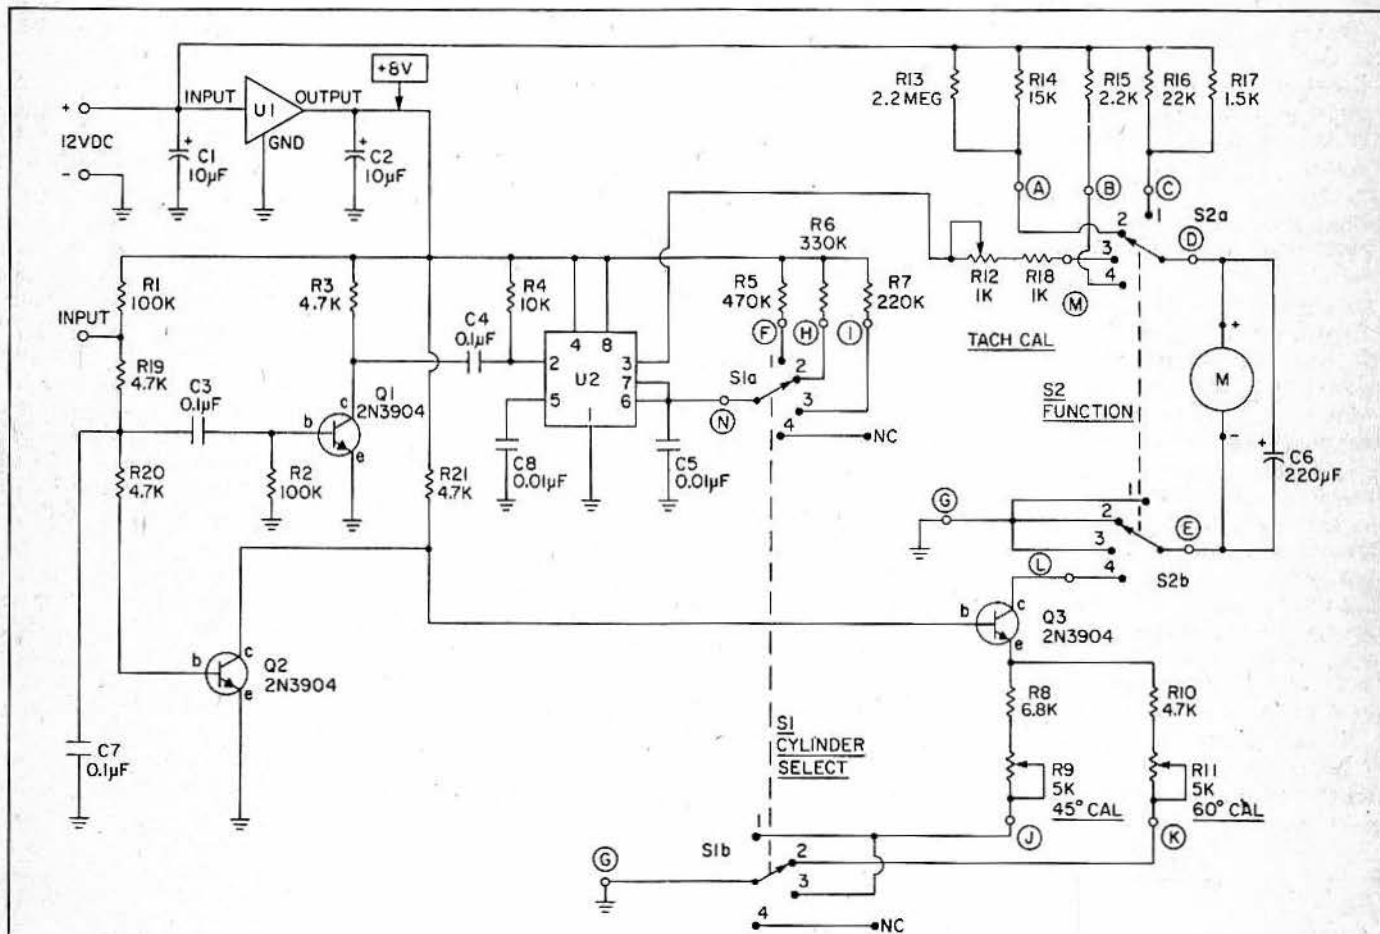 +8V
INPUT
U1
OUTPUT
GND
+
12VDC
-
+
C1
10µF
+
C2
10µF
R13
2.2 MEG
R14
15K
R15
2.2K
R16
22K
R17
1.5K
A
B
C
1
2
S2a
D
3
4
R12
1K
R18
1K
M
TACH CAL
S2
FUNCTION
+
M
-
+
C6
220µF
R1
100K
INPUT
R19
4.7K
C3
0.1µF
R3
4.7K
C4
0.1µF
R4
10K
4
8
2
3
U2
7
5
6
1
R5
470K
R6
330K
R7
220K
F
H
I
1
S1a
2
3
4
NC
N
Q1
2N3904
b
c
e
R2
100K
R20
4.7K
R21
4.7K
C8
0.01µF
C5
0.01µF
G
1
2
3
4
E
S2b
L
b
c
e
Q3
2N3904
b
c
e
Q2
2N3904
C7
0.1µF
R8
6.8K
R10
4.7K
R9
5K
45° CAL
R11
5K
60° CAL
J
K
S1
CYLINDER
SELECT
G
S1b
1
2
3
4
NC